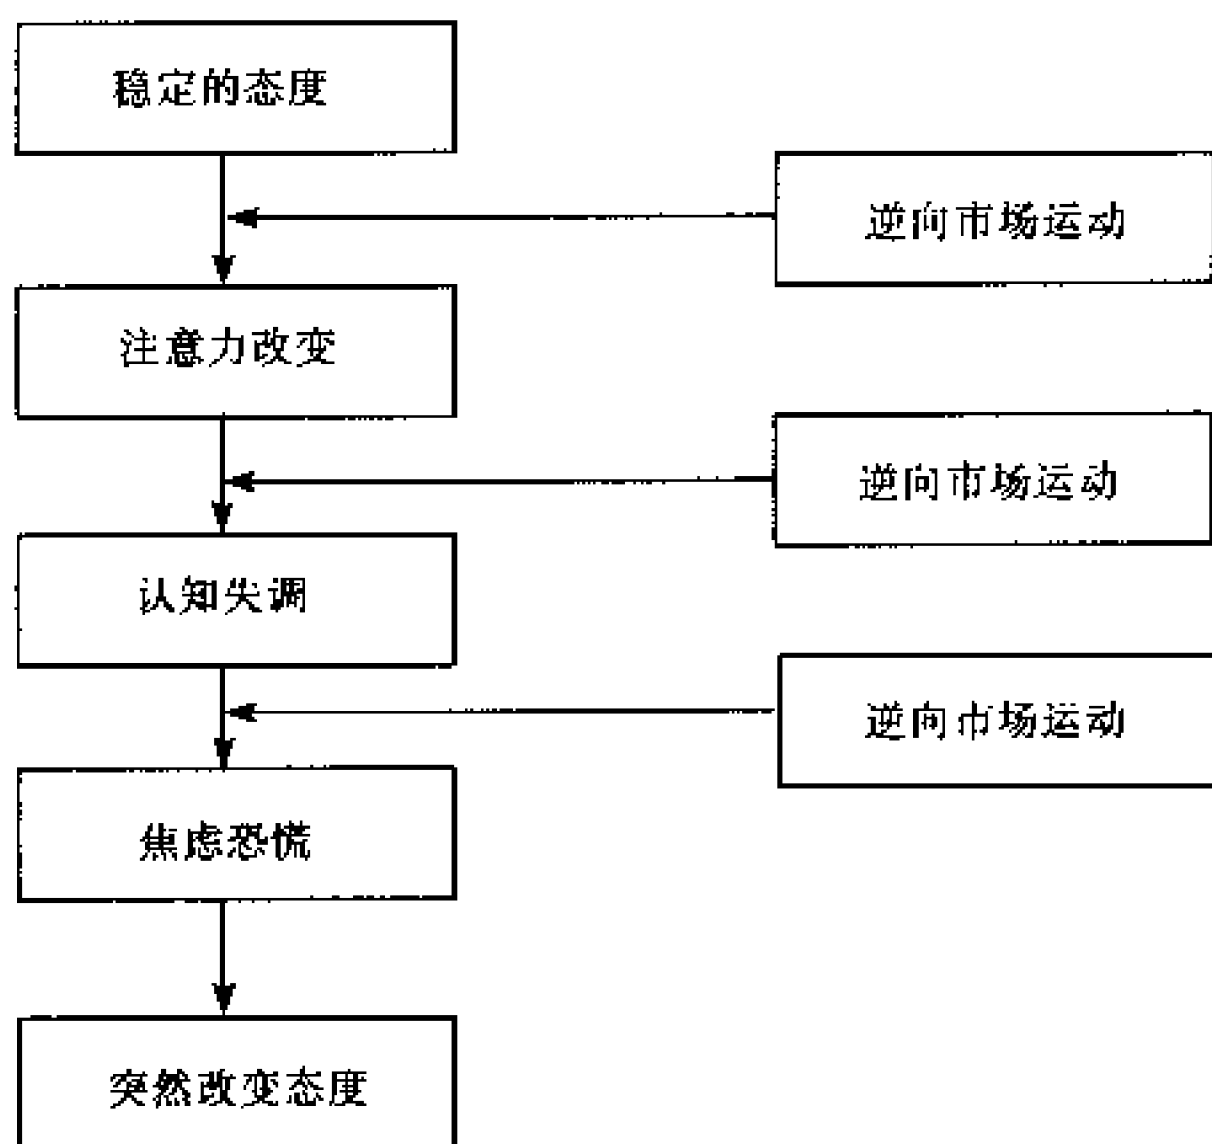 稳定的态度
逆向市场运动
注意力改变
逆向市场运动
认知失调
逆向市场运动
焦虑恐慌
突然改变态度